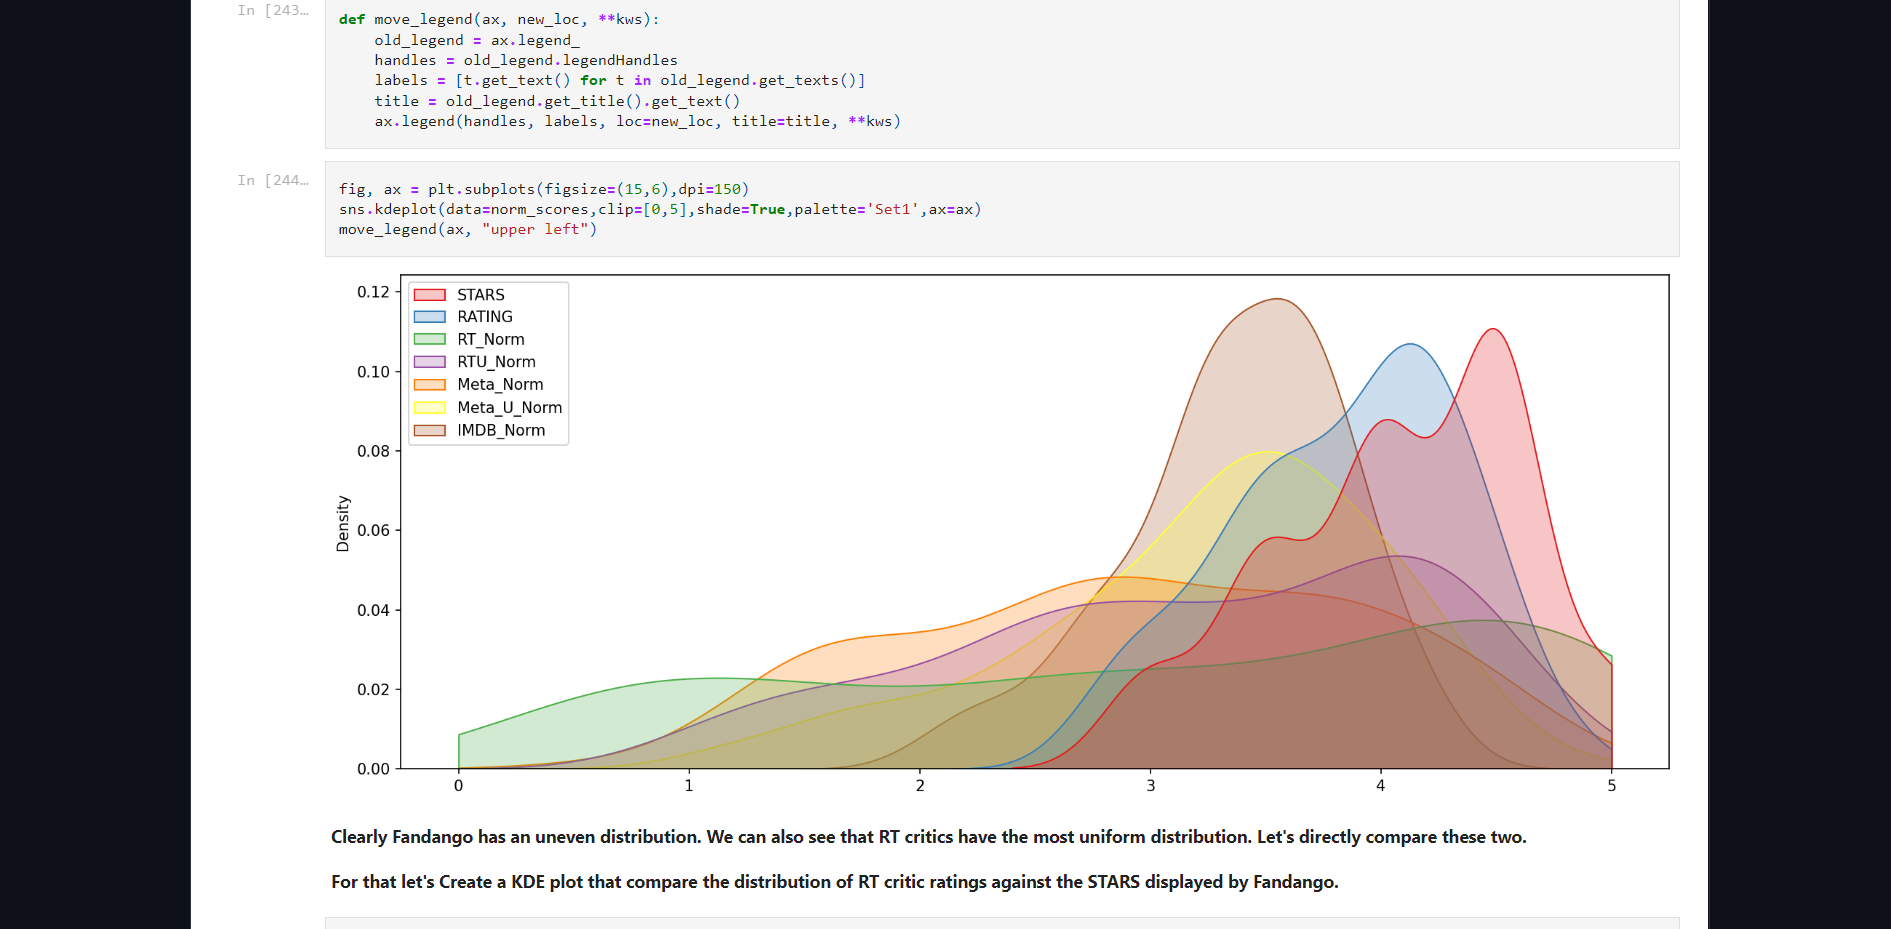 In [243…
def move_legend(ax, new_loc, **kws):
    old_legend = ax.legend_
    handles = old_legend.legendHandles
    labels = [t.get_text() for t in old_legend.get_texts()]
    title = old_legend.get_title().get_text()
    ax.legend(handles, labels, loc=new_loc, title=title, **kws)
In [244…
fig, ax = plt.subplots(figsize=(15,6),dpi=150)
sns.kdeplot(data=norm_scores,clip=[0,5],shade=True,palette='Set1',ax=ax)
move_legend(ax, "upper left")
0.12
0.10
0.08
0.06
0.04
0.02
0.00
Density
STARS
RATING
RT_Norm
RTU_Norm
Meta_Norm
Meta_U_Norm
IMDB_Norm
0 1 2 3 4 5
Clearly Fandango has an uneven distribution. We can also see that RT critics have the most uniform distribution. Let's directly compare these two.
For that let's Create a KDE plot that compare the distribution of RT critic ratings against the STARS displayed by Fandango.